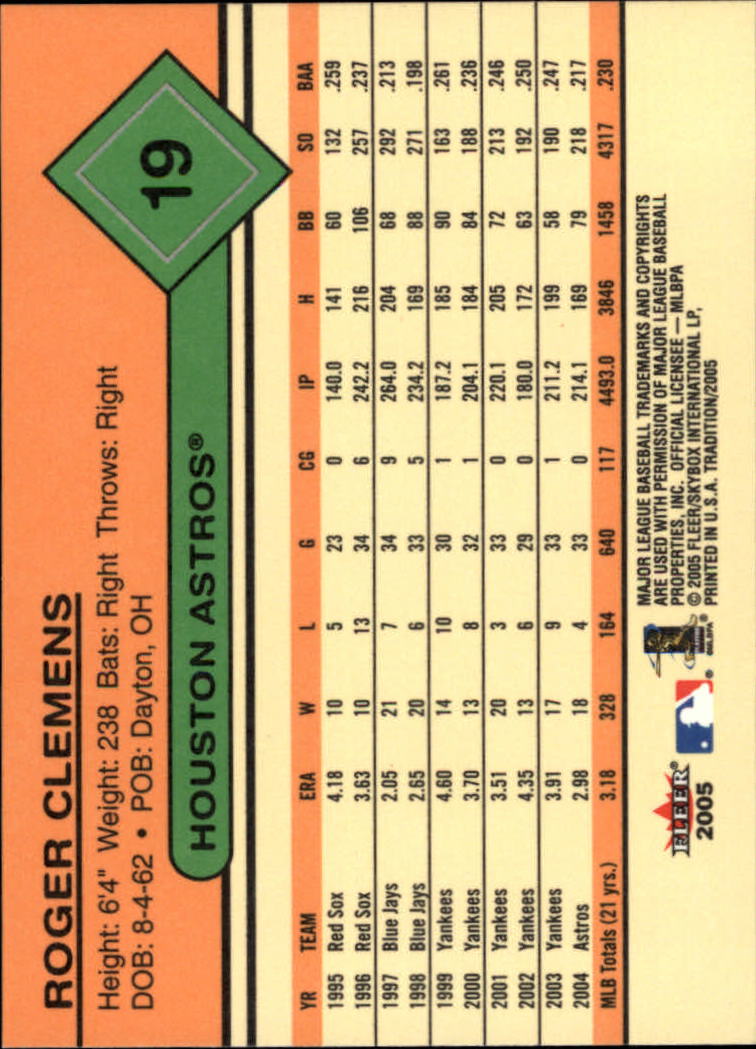 ROGER CLEMENS
Height: 6'4" Weight: 238 Bats: Right Throws: Right
DOB: 8-4-62 • POB: Dayton, OH
HOUSTON ASTROS®
19
YR TEAM ERA W L G CG IP H BB SO BAA
1995 Red Sox 4.18 10 5 23 0 140.0 141 60 132 .259
1996 Red Sox 3.63 10 13 34 6 242.2 216 106 257 .237
1997 Blue Jays 2.05 21 7 34 9 264.0 204 68 292 .213
1998 Blue Jays 2.65 20 6 33 5 234.2 169 88 271 .198
1999 Yankees 4.60 14 10 30 1 187.2 185 90 163 .261
2000 Yankees 3.70 13 8 32 1 204.1 184 84 188 .236
2001 Yankees 3.51 20 3 33 0 220.1 205 72 213 .246
2002 Yankees 4.35 13 6 29 0 180.0 172 63 192 .250
2003 Yankees 3.91 17 9 33 1 211.2 199 58 190 .247
2004 Astros 2.98 18 4 33 0 214.1 169 79 218 .217
MLB Totals (21 yrs.) 3.18 328 164 640 117 4493.0 3846 1458 4317 .230
FLEER®
2005
MAJOR LEAGUE BASEBALL TRADEMARKS AND COPYRIGHTS
ARE USED WITH PERMISSION OF MAJOR LEAGUE BASEBALL
PROPERTIES, INC. OFFICIAL LICENSEE — MLBPA
© 2005 FLEER/SKYBOX INTERNATIONAL LP,
PRINTED IN U.S.A. TRADITION/2005